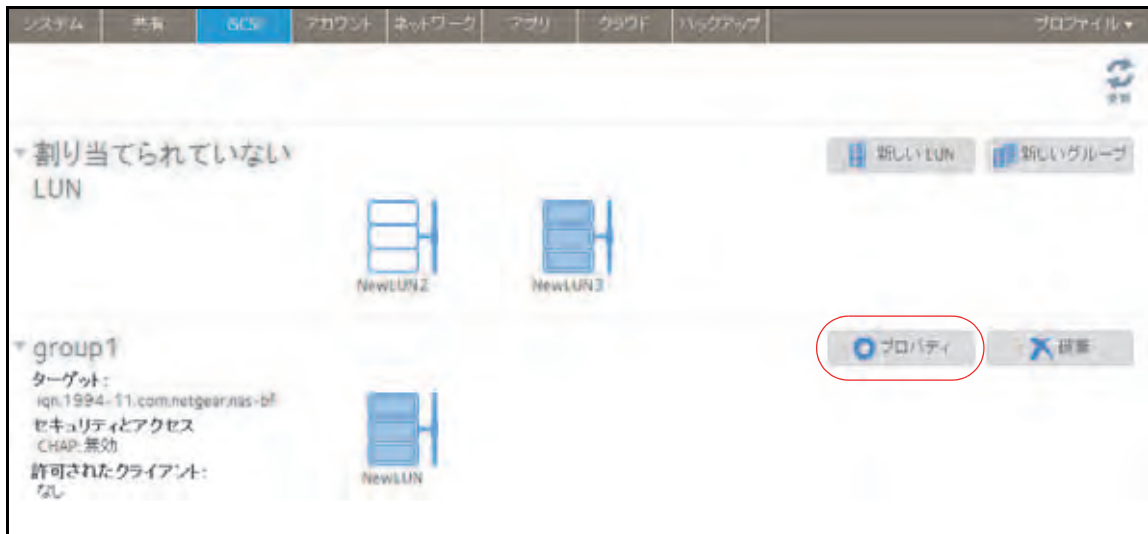 システム 共有 iSCSI アカウント ネットワーク アプリ クラウド バックアップ プロファイル ▾
更新
割り当てられていない
LUN
新しい LUN 新しいグループ
NewLUN2 NewLUN3
group1
プロパティ 破棄
ターゲット:
iqn.1994-11.com.netgear:nas-bf
セキュリティとアクセス
CHAP: 無効
許可されたクライアント:
なし
NewLUN